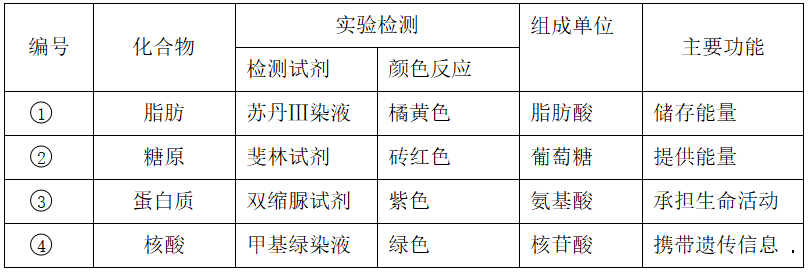 编号 化合物 实验检测 组成单位 主要功能
检测试剂 颜色反应
① 脂肪 苏丹Ⅲ染液 橘黄色 脂肪酸 储存能量
② 糖原 斐林试剂 砖红色 葡萄糖 提供能量
③ 蛋白质 双缩脲试剂 紫色 氨基酸 承担生命活动
④ 核酸 甲基绿染液 绿色 核苷酸 携带遗传信息 .